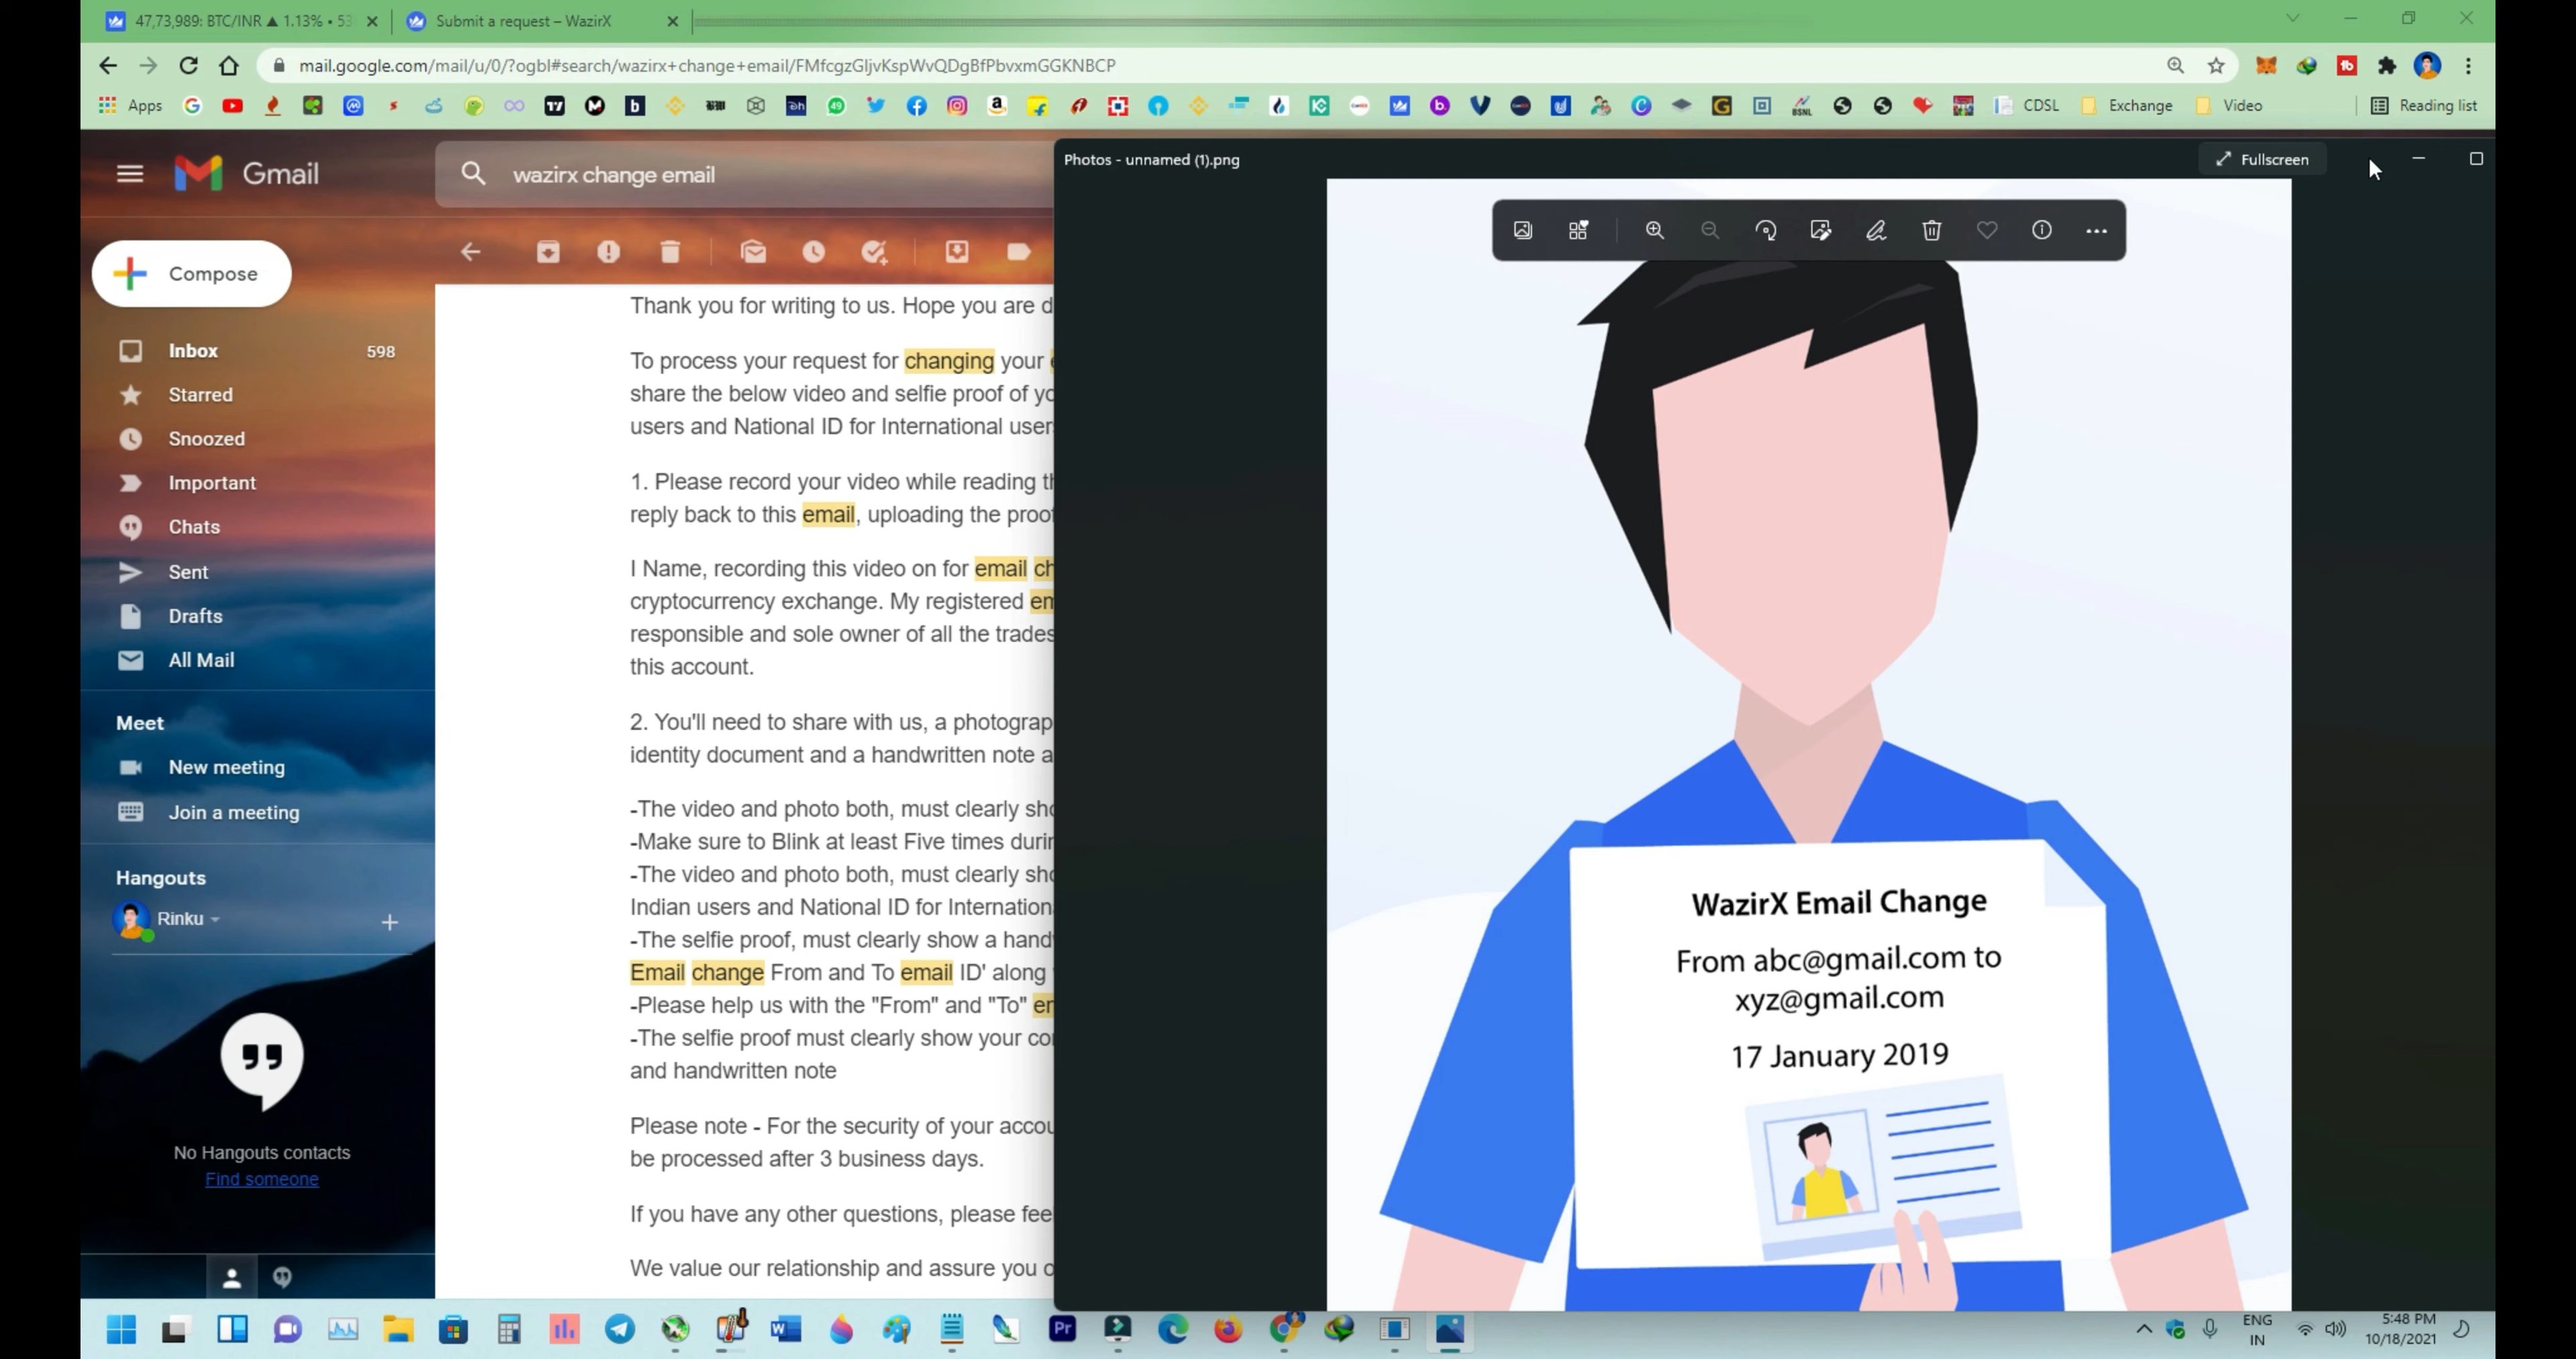 47,73,989: BTC/INR ▲ 1.13% • 53
Submit a request – WazirX
mail.google.com/mail/u/0/?ogbl#search/wazirx+change+email/FMfcgzGljvKspWvQDgBfPbvxmGGKNBCP
Apps
CDSL
Exchange
Video
Reading list
Gmail
wazirx change email
Compose
Inbox 598
Starred
Snoozed
Important
Chats
Sent
Drafts
All Mail
Meet
New meeting
Join a meeting
Hangouts
Rinku
No Hangouts contacts
Find someone
Thank you for writing to us. Hope you are d
To process your request for changing your
share the below video and selfie proof of yo
users and National ID for International user
1. Please record your video while reading th
reply back to this email, uploading the proof
I Name, recording this video on for email ch
cryptocurrency exchange. My registered em
responsible and sole owner of all the trades
this account.
2. You'll need to share with us, a photograp
identity document and a handwritten note a
-The video and photo both, must clearly sho
-Make sure to Blink at least Five times durin
-The video and photo both, must clearly sho
Indian users and National ID for Internation
-The selfie proof, must clearly show a hand
Email change From and To email ID' along
-Please help us with the "From" and "To" em
-The selfie proof must clearly show your co
and handwritten note
Please note - For the security of your accou
be processed after 3 business days.
If you have any other questions, please fee
We value our relationship and assure you o
Photos - unnamed (1).png
Fullscreen
WazirX Email Change
From abc@gmail.com to
xyz@gmail.com
17 January 2019
ENG
IN
5:48 PM
10/18/2021